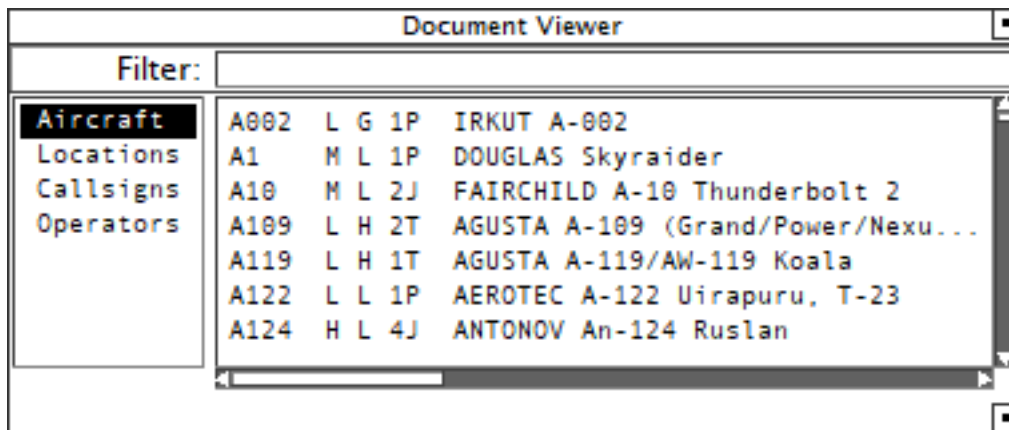 Document Viewer
Filter:
Aircraft
Locations
Callsigns
Operators
A002 L G 1P IRKUT A-002
A1 M L 1P DOUGLAS Skyraider
A10 M L 2J FAIRCHILD A-10 Thunderbolt 2
A109 L H 2T AGUSTA A-109 (Grand/Power/Nexu...
A119 L H 1T AGUSTA A-119/AW-119 Koala
A122 L L 1P AEROTEC A-122 Uirapuru, T-23
A124 H L 4J ANTONOV An-124 Ruslan